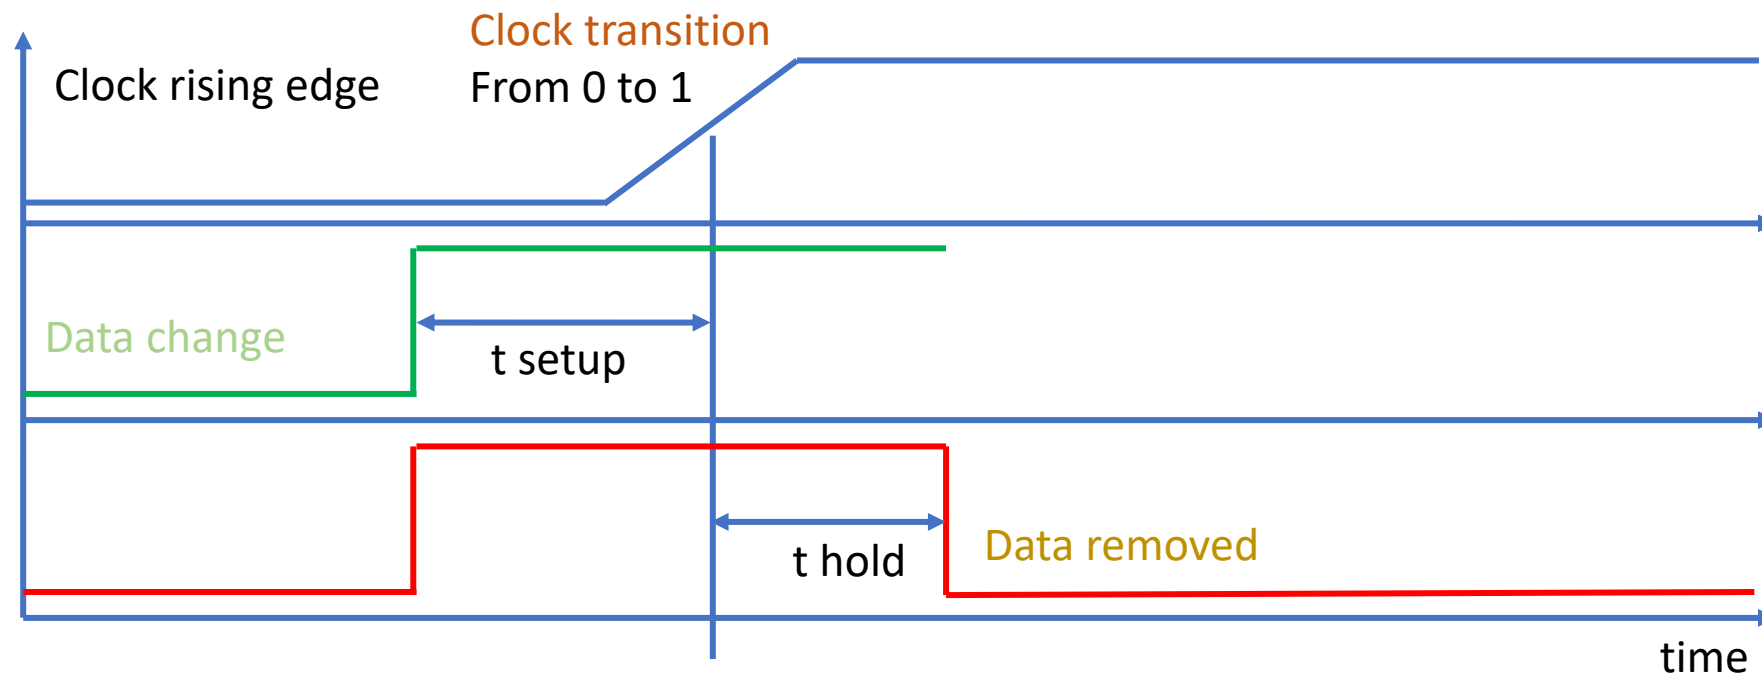 Clock transition
From 0 to 1
Clock rising edge
Data change
t setup
t hold
Data removed
time